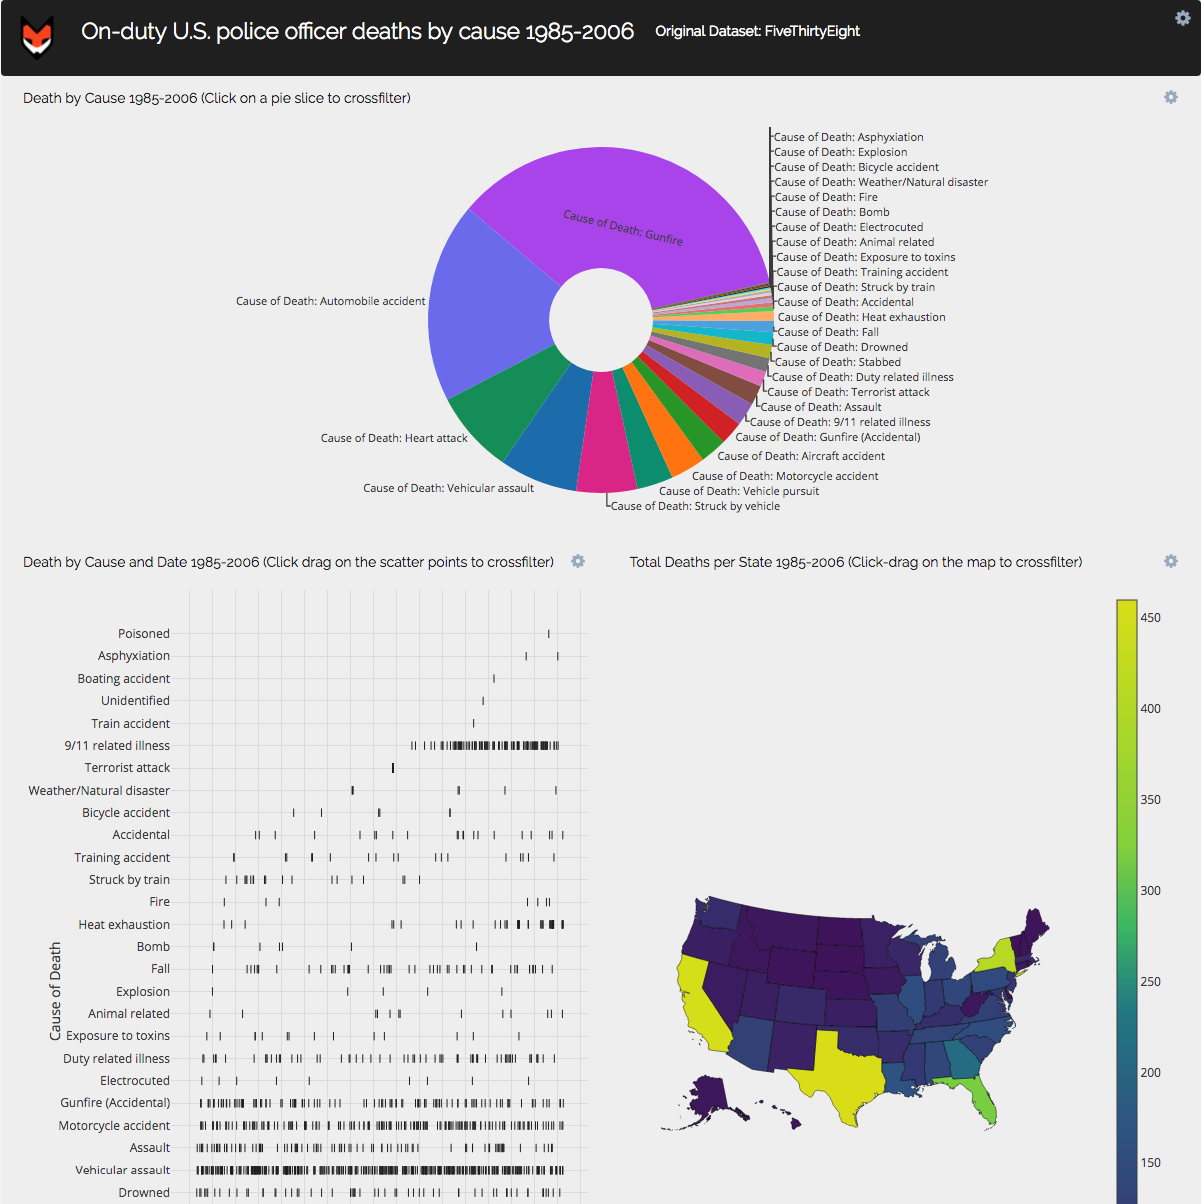 On-duty U.S. police officer deaths by cause 1985-2006 Original Dataset: FiveThirtyEight
Death by Cause 1985-2006 (Click on a pie slice to crossfilter)
Cause of Death: Asphyxiation
Cause of Death: Explosion
Cause of Death: Bicycle accident
Cause of Death: Weather/Natural disaster
Cause of Death: Fire
Cause of Death: Bomb
Cause of Death: Electrocuted
Cause of Death: Animal related
Cause of Death: Exposure to toxins
Cause of Death: Training accident
Cause of Death: Struck by train
Cause of Death: Accidental
Cause of Death: Heat exhaustion
Cause of Death: Fall
Cause of Death: Drowned
Cause of Death: Stabbed
Cause of Death: Duty related illness
Cause of Death: Terrorist attack
Cause of Death: Assault
Cause of Death: 9/11 related illness
Cause of Death: Gunfire (Accidental)
Cause of Death: Aircraft accident
Cause of Death: Motorcycle accident
Cause of Death: Vehicle pursuit
Cause of Death: Struck by vehicle
Cause of Death: Vehicular assault
Cause of Death: Heart attack
Cause of Death: Automobile accident
Cause of Death: Gunfire
Death by Cause and Date 1985-2006 (Click drag on the scatter points to crossfilter)
Cause of Death
Poisoned
Asphyxiation
Boating accident
Unidentified
Train accident
9/11 related illness
Terrorist attack
Weather/Natural disaster
Bicycle accident
Accidental
Training accident
Struck by train
Fire
Heat exhaustion
Bomb
Fall
Explosion
Animal related
Exposure to toxins
Duty related illness
Electrocuted
Gunfire (Accidental)
Motorcycle accident
Assault
Vehicular assault
Drowned
Total Deaths per State 1985-2006 (Click-drag on the map to crossfilter)
450
400
350
300
250
200
150